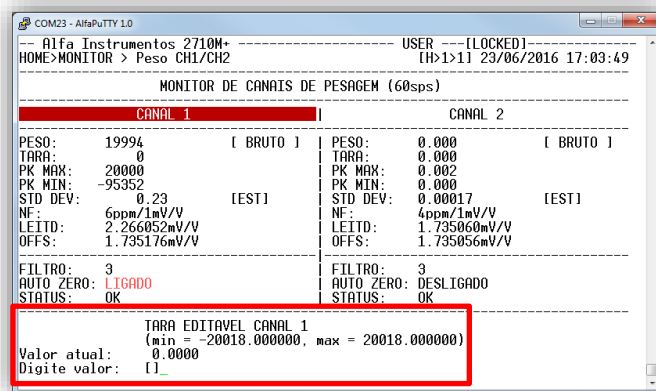 COM23 - AlfaPuTTY 1.0
-- Alfa Instrumentos 2710M+ --------------------- USER ---[LOCKED]-------------
HOME>MONITOR > Peso CH1/CH2 [H>1>1] 23/06/2016 17:03:49
MONITOR DE CANAIS DE PESAGEM (60sps)
CANAL 1 | CANAL 2
PESO: 19994 [ BRUTO ] | PESO: 0.000 [ BRUTO ]
TARA: 0 | TARA: 0.000
PK MAX: 20000 | PK MAX: 0.002
PK MIN: -95352 | PK MIN: 0.000
STD DEV: 0.23 [EST] | STD DEV: 0.00017 [EST]
NF: 6ppm/1mV/V | NF: 4ppm/1mV/V
LEITD: 2.266052mV/V | LEITD: 1.735060mV/V
OFFS: 1.735176mV/V | OFFS: 1.735056mV/V
FILTRO: 3 | FILTRO: 3
AUTO ZERO: LIGADO | AUTO ZERO: DESLIGADO
STATUS: OK | STATUS: OK
TARA EDITAVEL CANAL 1
(min = -20018.000000, max = 20018.000000)
Valor atual: 0.0000
Digite valor: []_